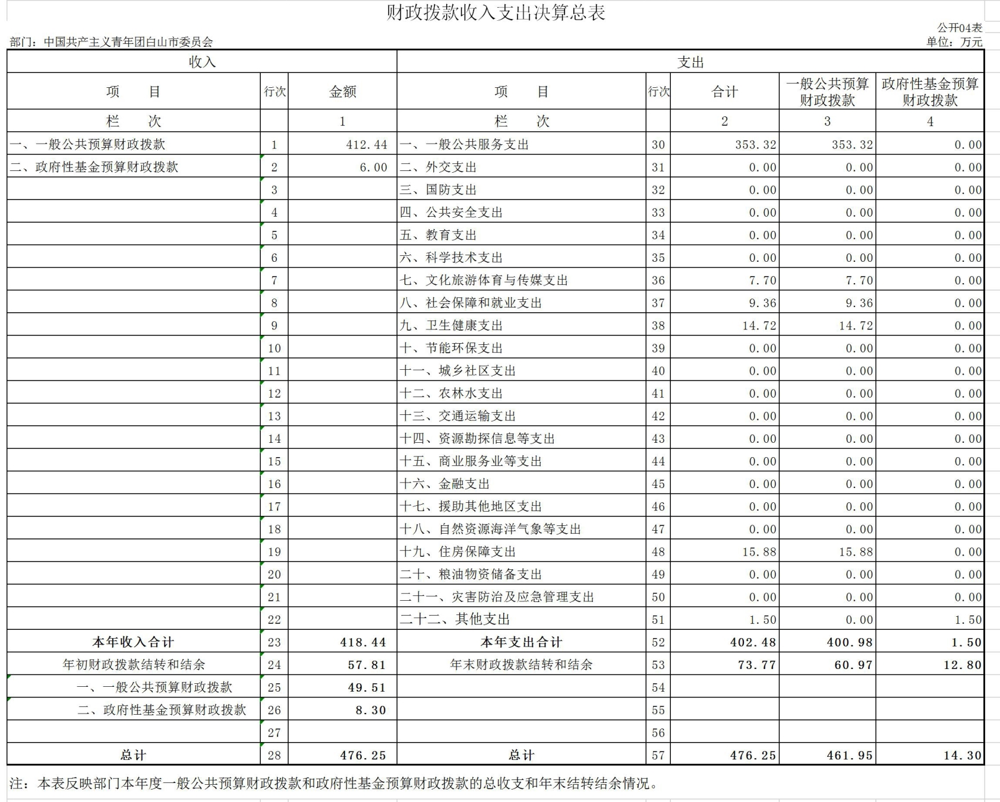 财政拨款收入支出决算总表
公开04表
部门：中国共产主义青年团白山市委员会 单位：万元
收入 支出
项 目 行次 金额 项 目 行次 合计 一般公共预算财政拨款 政府性基金预算财政拨款
栏 次 1 栏 次 2 3 4
一、一般公共预算财政拨款 1 412.44 一、一般公共服务支出 30 353.32 353.32 0.00
二、政府性基金预算财政拨款 2 6.00 二、外交支出 31 0.00 0.00 0.00
3 三、国防支出 32 0.00 0.00 0.00
4 四、公共安全支出 33 0.00 0.00 0.00
5 五、教育支出 34 0.00 0.00 0.00
6 六、科学技术支出 35 0.00 0.00 0.00
7 七、文化旅游体育与传媒支出 36 7.70 7.70 0.00
8 八、社会保障和就业支出 37 9.36 9.36 0.00
9 九、卫生健康支出 38 14.72 14.72 0.00
10 十、节能环保支出 39 0.00 0.00 0.00
11 十一、城乡社区支出 40 0.00 0.00 0.00
12 十二、农林水支出 41 0.00 0.00 0.00
13 十三、交通运输支出 42 0.00 0.00 0.00
14 十四、资源勘探信息等支出 43 0.00 0.00 0.00
15 十五、商业服务业等支出 44 0.00 0.00 0.00
16 十六、金融支出 45 0.00 0.00 0.00
17 十七、援助其他地区支出 46 0.00 0.00 0.00
18 十八、自然资源海洋气象等支出 47 0.00 0.00 0.00
19 十九、住房保障支出 48 15.88 15.88 0.00
20 二十、粮油物资储备支出 49 0.00 0.00 0.00
21 二十一、灾害防治及应急管理支出 50 0.00 0.00 0.00
22 二十二、其他支出 51 1.50 0.00 1.50
本年收入合计 23 418.44 本年支出合计 52 402.48 400.98 1.50
年初财政拨款结转和结余 24 57.81 年末财政拨款结转和结余 53 73.77 60.97 12.80
一、一般公共预算财政拨款 25 49.51 54
二、政府性基金预算财政拨款 26 8.30 55
27 56
总计 28 476.25 总计 57 476.25 461.95 14.30
注：本表反映部门本年度一般公共预算财政拨款和政府性基金预算财政拨款的总收支和年末结转结余情况。